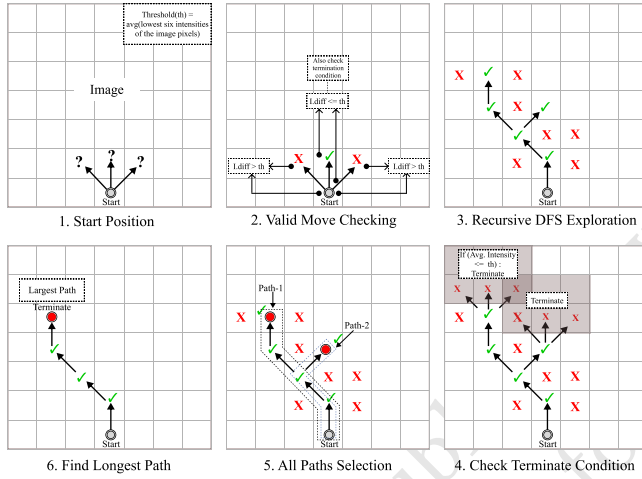 Threshold(th) =
avg(lowest six intensities
of the image pixels)
Image
?
?
?
Start
1. Start Position
Also check
termination
condition
I.diff <= th
X
✓
X
I.diff > th
I.diff > th
Start
2. Valid Move Checking
X
✓
X
✓
✓
✓
X
X
X
✓
X
Start
3. Recursive DFS Exploration
Largest Path
Terminate
✓
✓
✓
✓
Start
6. Find Longest Path
Path-1
X
✓
X
✓
Path-2
✓
✓
X
X
X
✓
X
Start
5. All Paths Selection
If (Avg. Intensity
<= th) :
Terminate
X
X
X
Terminate
X
✓
X
X
X
✓
✓
✓
X
X
X
✓
X
Start
4. Check Terminate Condition